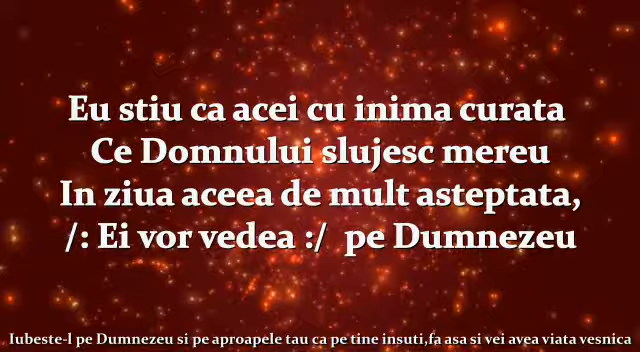 Eu stiu ca acei cu inima curata
Ce Domnului slujesc mereu
In ziua aceea de mult asteptata,
/: Ei vor vedea :/ pe Dumnezeu
Iubeste-l pe Dumnezeu si pe aproapele tau ca pe tine insuti,fa asa si vei avea viata vesnica